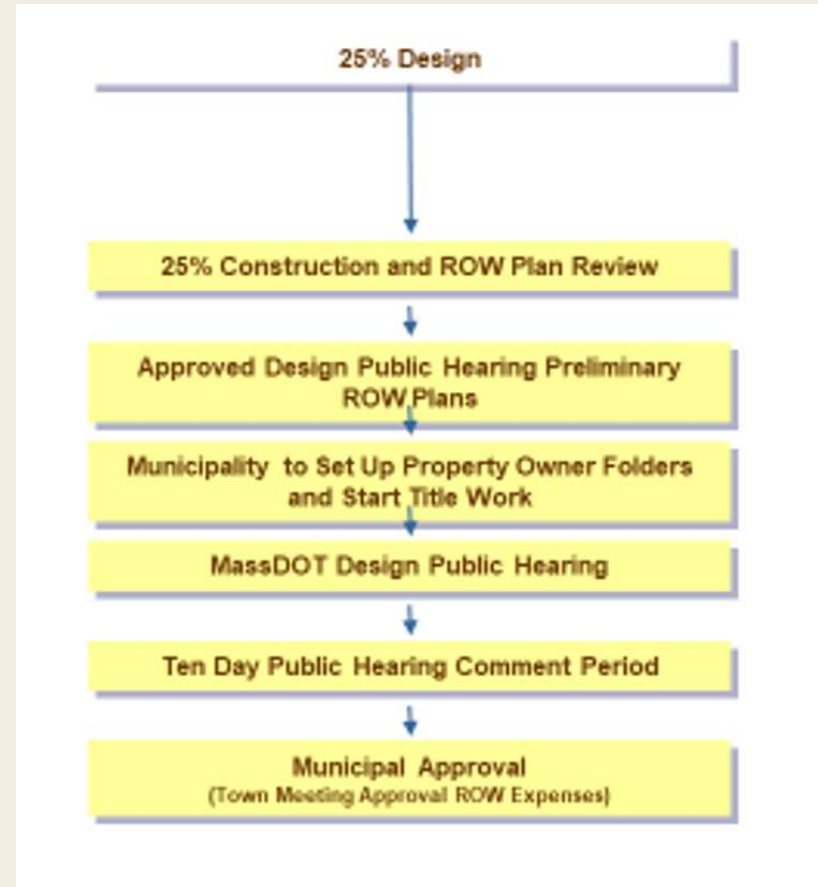 25% Design
25% Construction and ROW Plan Review
Approved Design Public Hearing Preliminary
ROW Plans
Municipality to Set Up Property Owner Folders
and Start Title Work
MassDOT Design Public Hearing
Ten Day Public Hearing Comment Period
Municipal Approval
(Town Meeting Approval ROW Expenses)